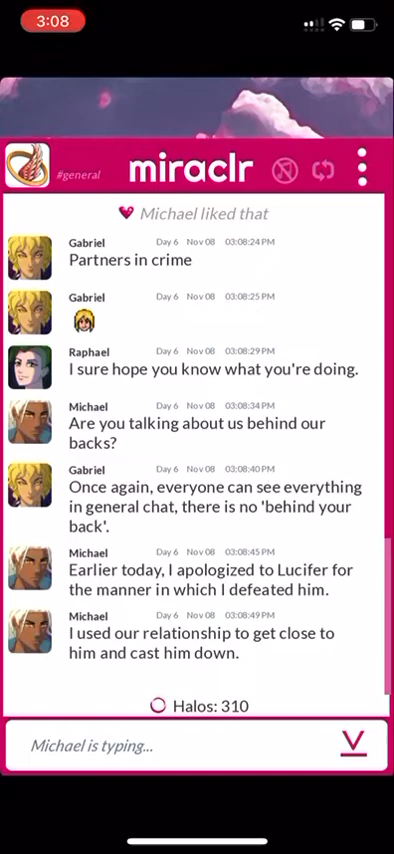 3:08
#general
miraclr
Michael liked that
Gabriel Day 6 Nov 08 03:08:24 PM
Partners in crime
Gabriel Day 6 Nov 08 03:08:25 PM
Raphael Day 6 Nov 08 03:08:29 PM
I sure hope you know what you're doing.
Michael Day 6 Nov 08 03:08:34 PM
Are you talking about us behind our
backs?
Gabriel Day 6 Nov 08 03:08:40 PM
Once again, everyone can see everything
in general chat, there is no 'behind your
back'.
Michael Day 6 Nov 08 03:08:45 PM
Earlier today, I apologized to Lucifer for
the manner in which I defeated him.
Michael Day 6 Nov 08 03:08:49 PM
I used our relationship to get close to
him and cast him down.
Halos: 310
Michael is typing...